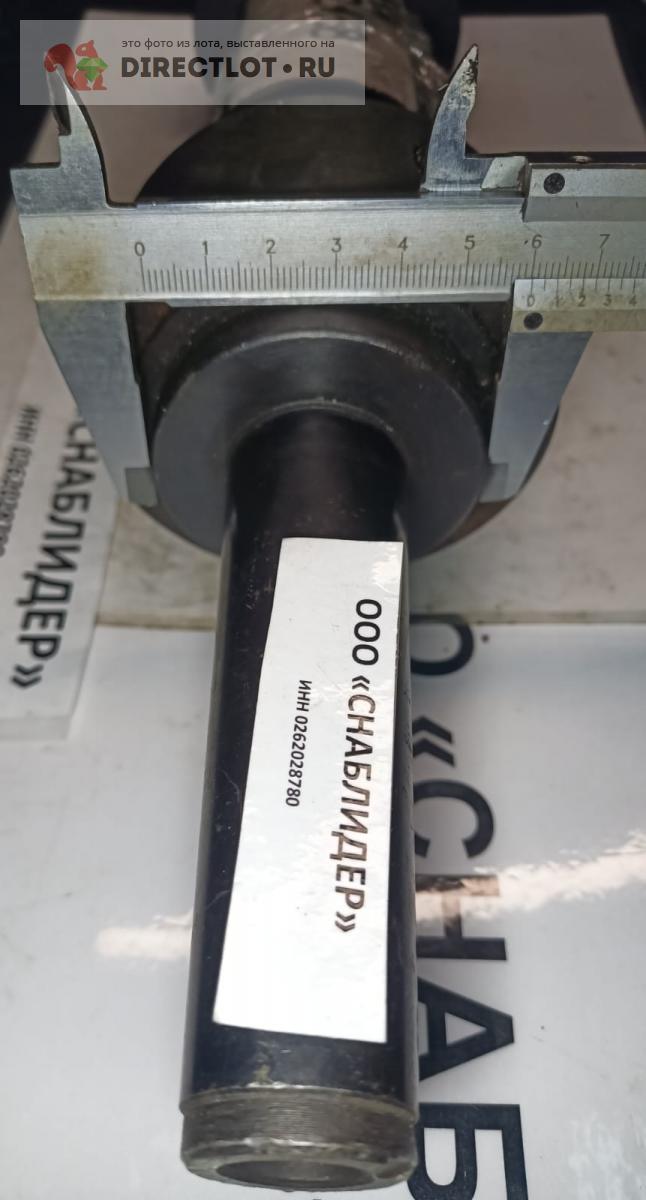 это фото из лота, выставленного на
DIRECTLOT.RU
0 1 2 3 4 5 6 7
0 1 2 3 4
ООО «СНАБЛИДЕР»
ИНН 0262028780
СНАБЛИДЕР»
ИНН 0262028780
О «СНАБ